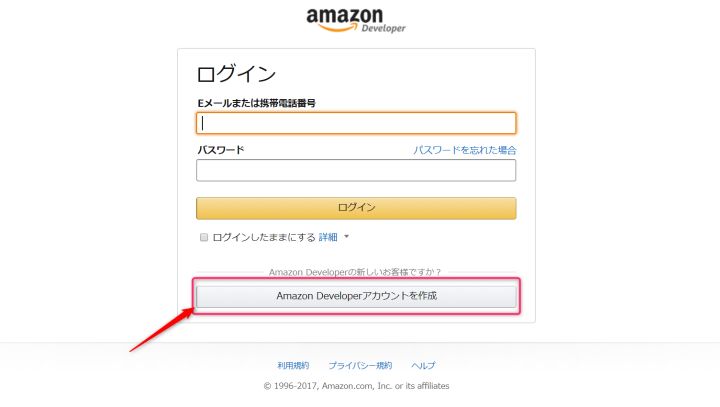 amazon
Developer
ログイン
Eメールまたは携帯電話番号
パスワード パスワードを忘れた場合
ログイン
ログインしたままにする 詳細
Amazon Developerの新しいお客様ですか？
Amazon Developerアカウントを作成
利用規約 プライバシー規約 ヘルプ
© 1996-2017, Amazon.com, Inc. or its affiliates